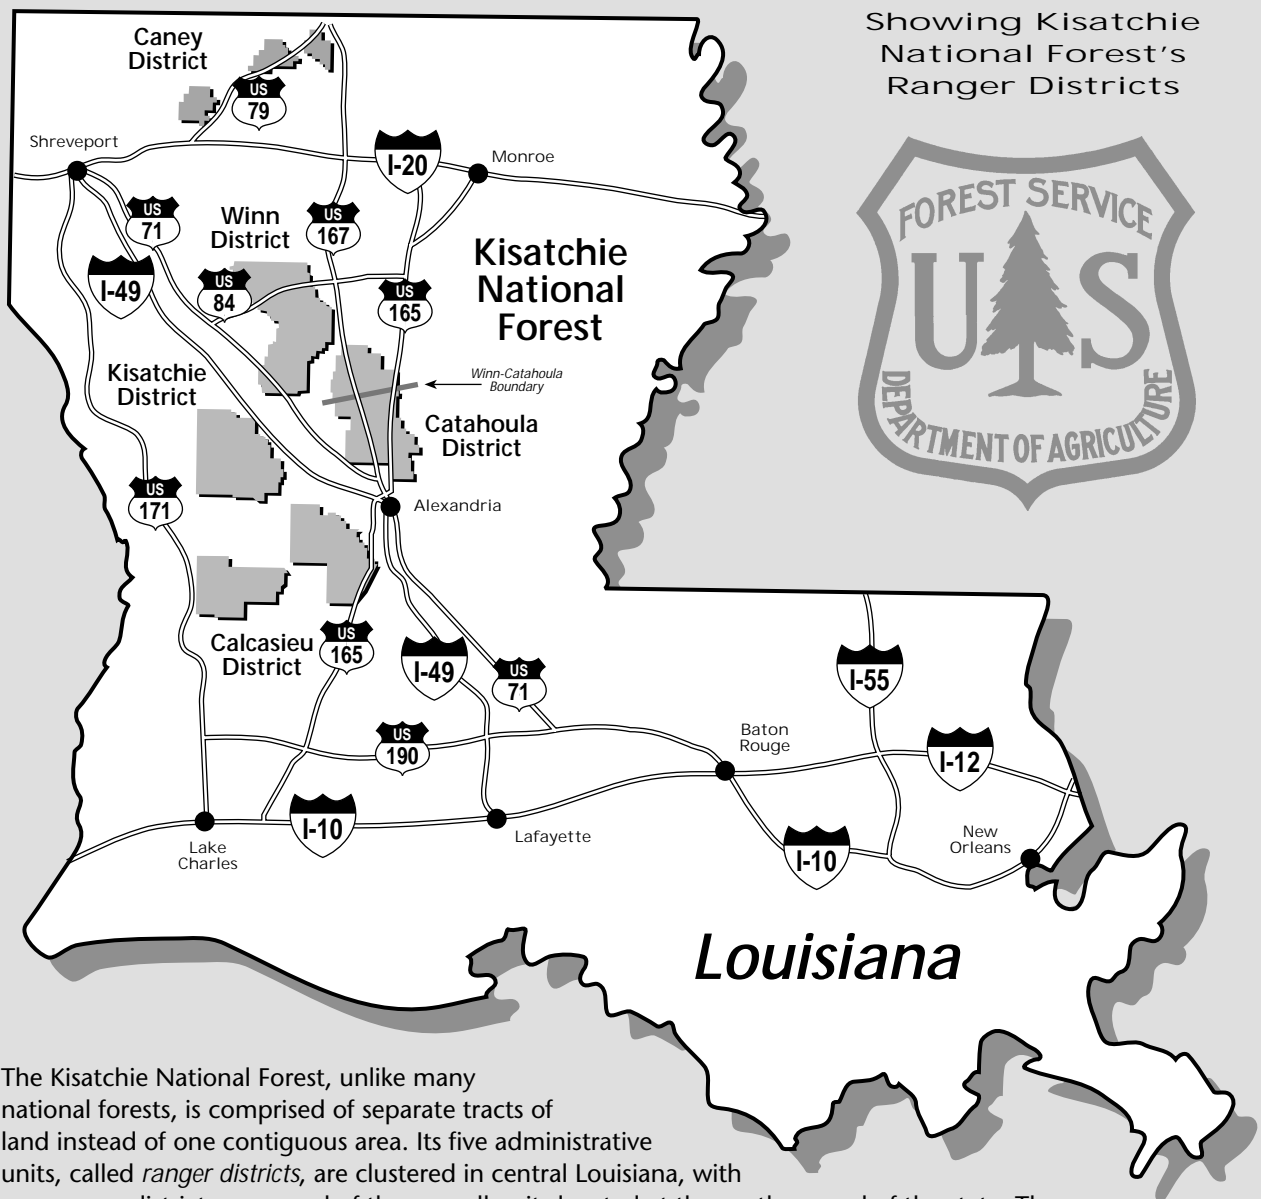 Showing Kisatchie
National Forest's
Ranger Districts
FOREST SERVICE
US
DEPARTMENT OF AGRICULTURE
Caney
District
US
79
Shreveport
I-20
Monroe
US
71
Winn
District
US
167
I-49
US
84
US
165
Kisatchie
National
Forest
Kisatchie
District
Winn-Catahoula
Boundary
Catahoula
District
US
171
Alexandria
Calcasieu
District
US
165
I-49
US
71
I-55
US
190
Baton
Rouge
I-12
Lake
Charles
I-10
Lafayette
I-10
New
Orleans
Louisiana
The Kisatchie National Forest, unlike many
national forests, is comprised of separate tracts of
land instead of one contiguous area. Its five administrative
units, called ranger districts, are clustered in central Louisiana, with